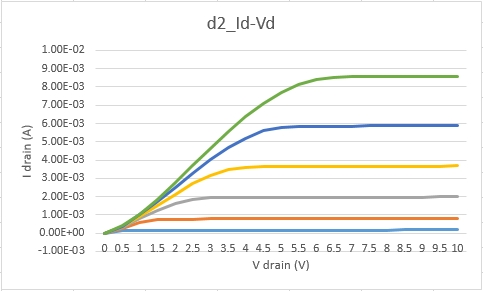 d2_Id-Vd
1.00E-02
9.00E-03
8.00E-03
7.00E-03
6.00E-03
5.00E-03
4.00E-03
3.00E-03
2.00E-03
1.00E-03
0.00E+00
-1.00E-03
I drain (A)
0 0.5 1 1.5 2 2.5 3 3.5 4 4.5 5 5.5 6 6.5 7 7.5 8 8.5 9 9.5 10
V drain (V)